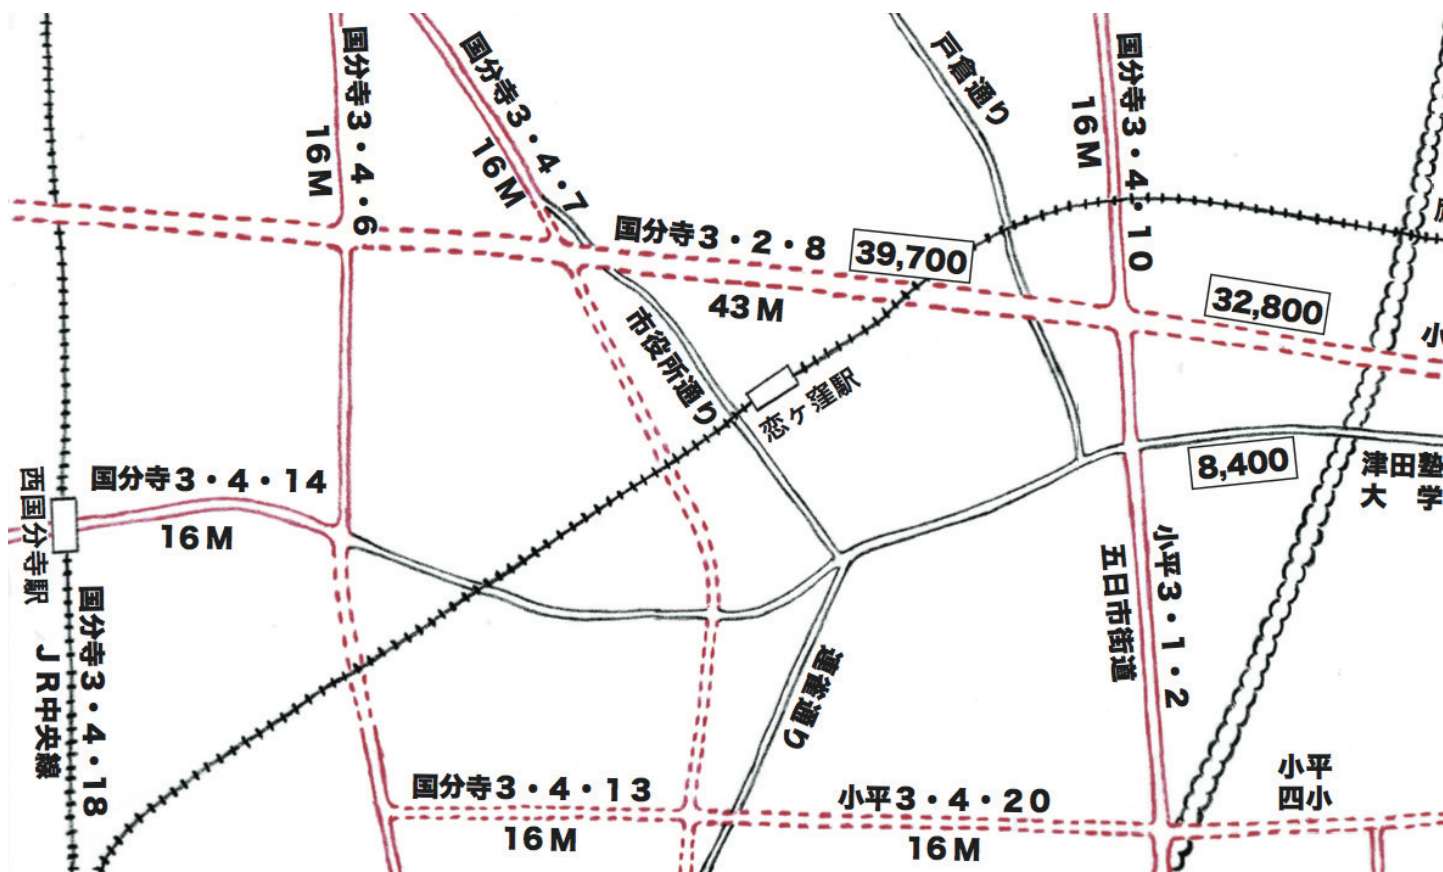 国分寺3・4・6
16M
国分寺3・4・7
16M
戸倉通り
国分寺3・4・10
16M
国分寺3・2・8
39,700
43M
32,800
小
市役所通り
恋ヶ窪駅
8,400
津田塾
大　学
国分寺3・4・14
16M
西国分寺駅
国分寺3・4・18
JR中央線
小平3・1・2
五日市街道
連雀通り
国分寺3・4・13
16M
小平3・4・20
16M
小平
四小